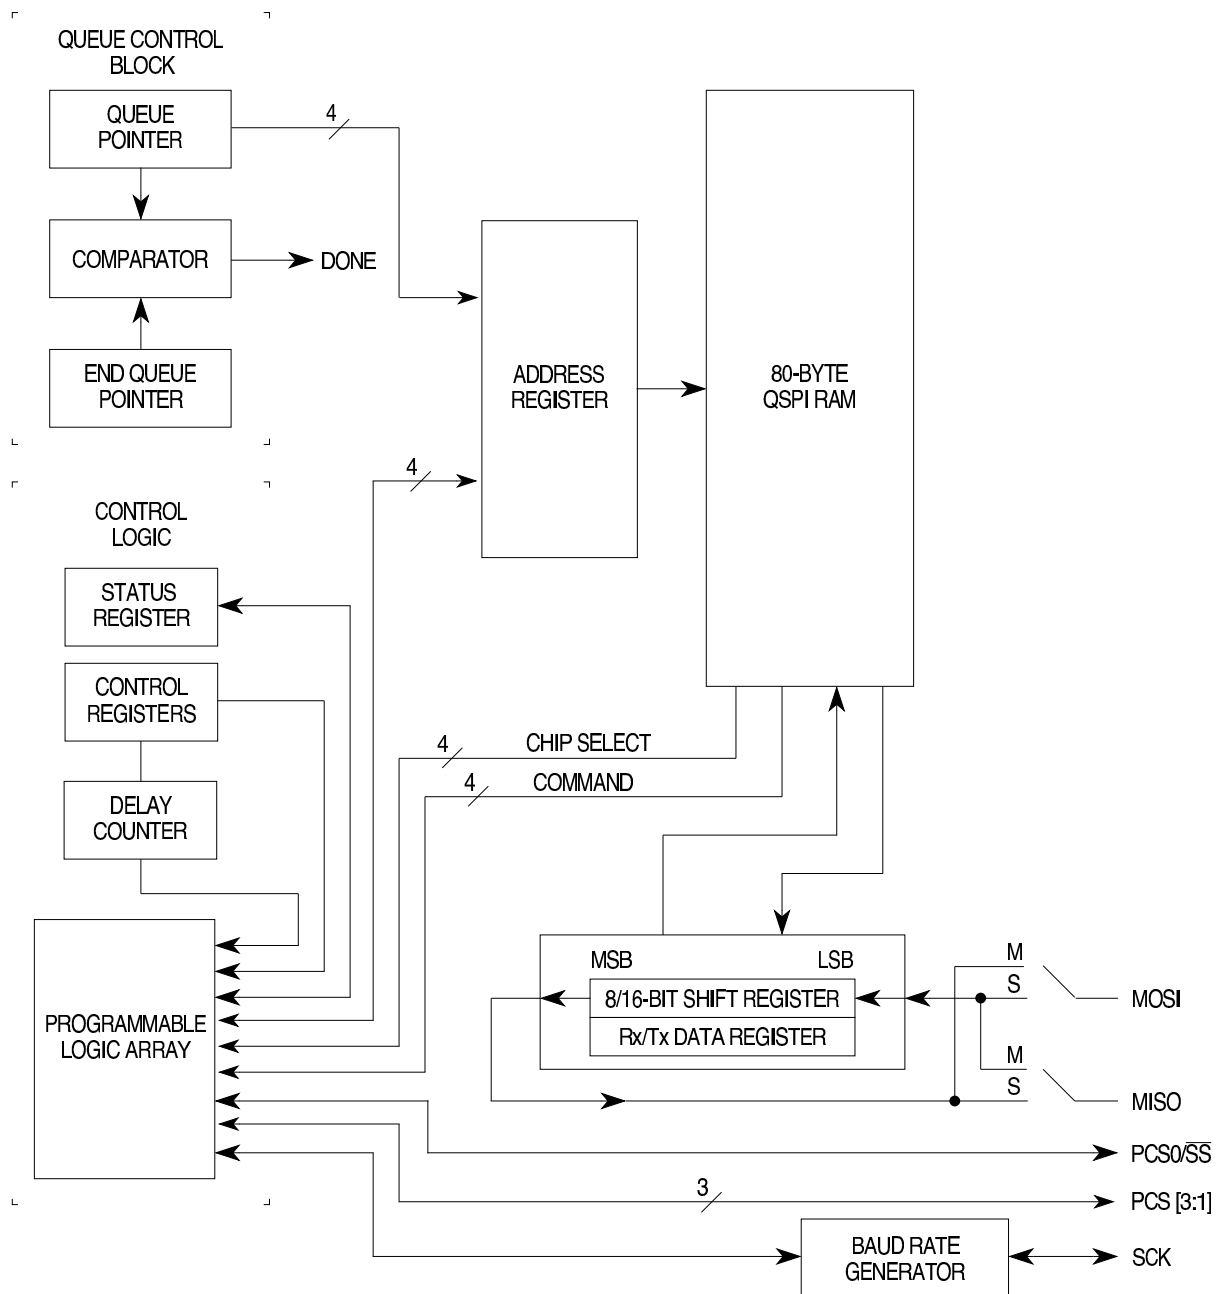 QUEUE CONTROL
BLOCK
QUEUE
POINTER
4
COMPARATOR
DONE
END QUEUE
POINTER
ADDRESS
REGISTER
80-BYTE
QSPI RAM
4
CONTROL
LOGIC
STATUS
REGISTER
CONTROL
REGISTERS
DELAY
COUNTER
4
CHIP SELECT
4
COMMAND
PROGRAMMABLE
LOGIC ARRAY
MSB
LSB
8/16-BIT SHIFT REGISTER
Rx/Tx DATA REGISTER
M
S
MOSI
M
S
MISO
PCS0/S̅S̅
3
PCS [3:1]
BAUD RATE
GENERATOR
SCK